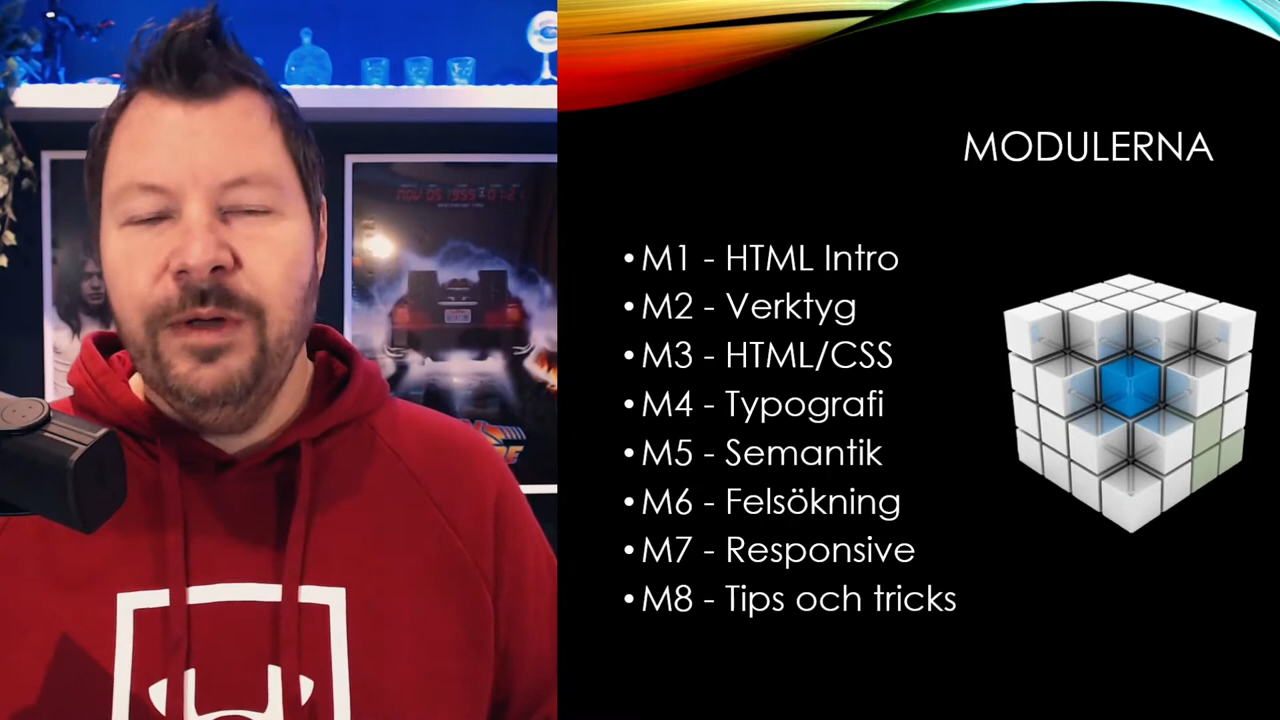 MODULERNA
• M1 - HTML Intro
• M2 - Verktyg
• M3 - HTML/CSS
• M4 - Typografi
• M5 - Semantik
• M6 - Felsökning
• M7 - Responsive
• M8 - Tips och tricks